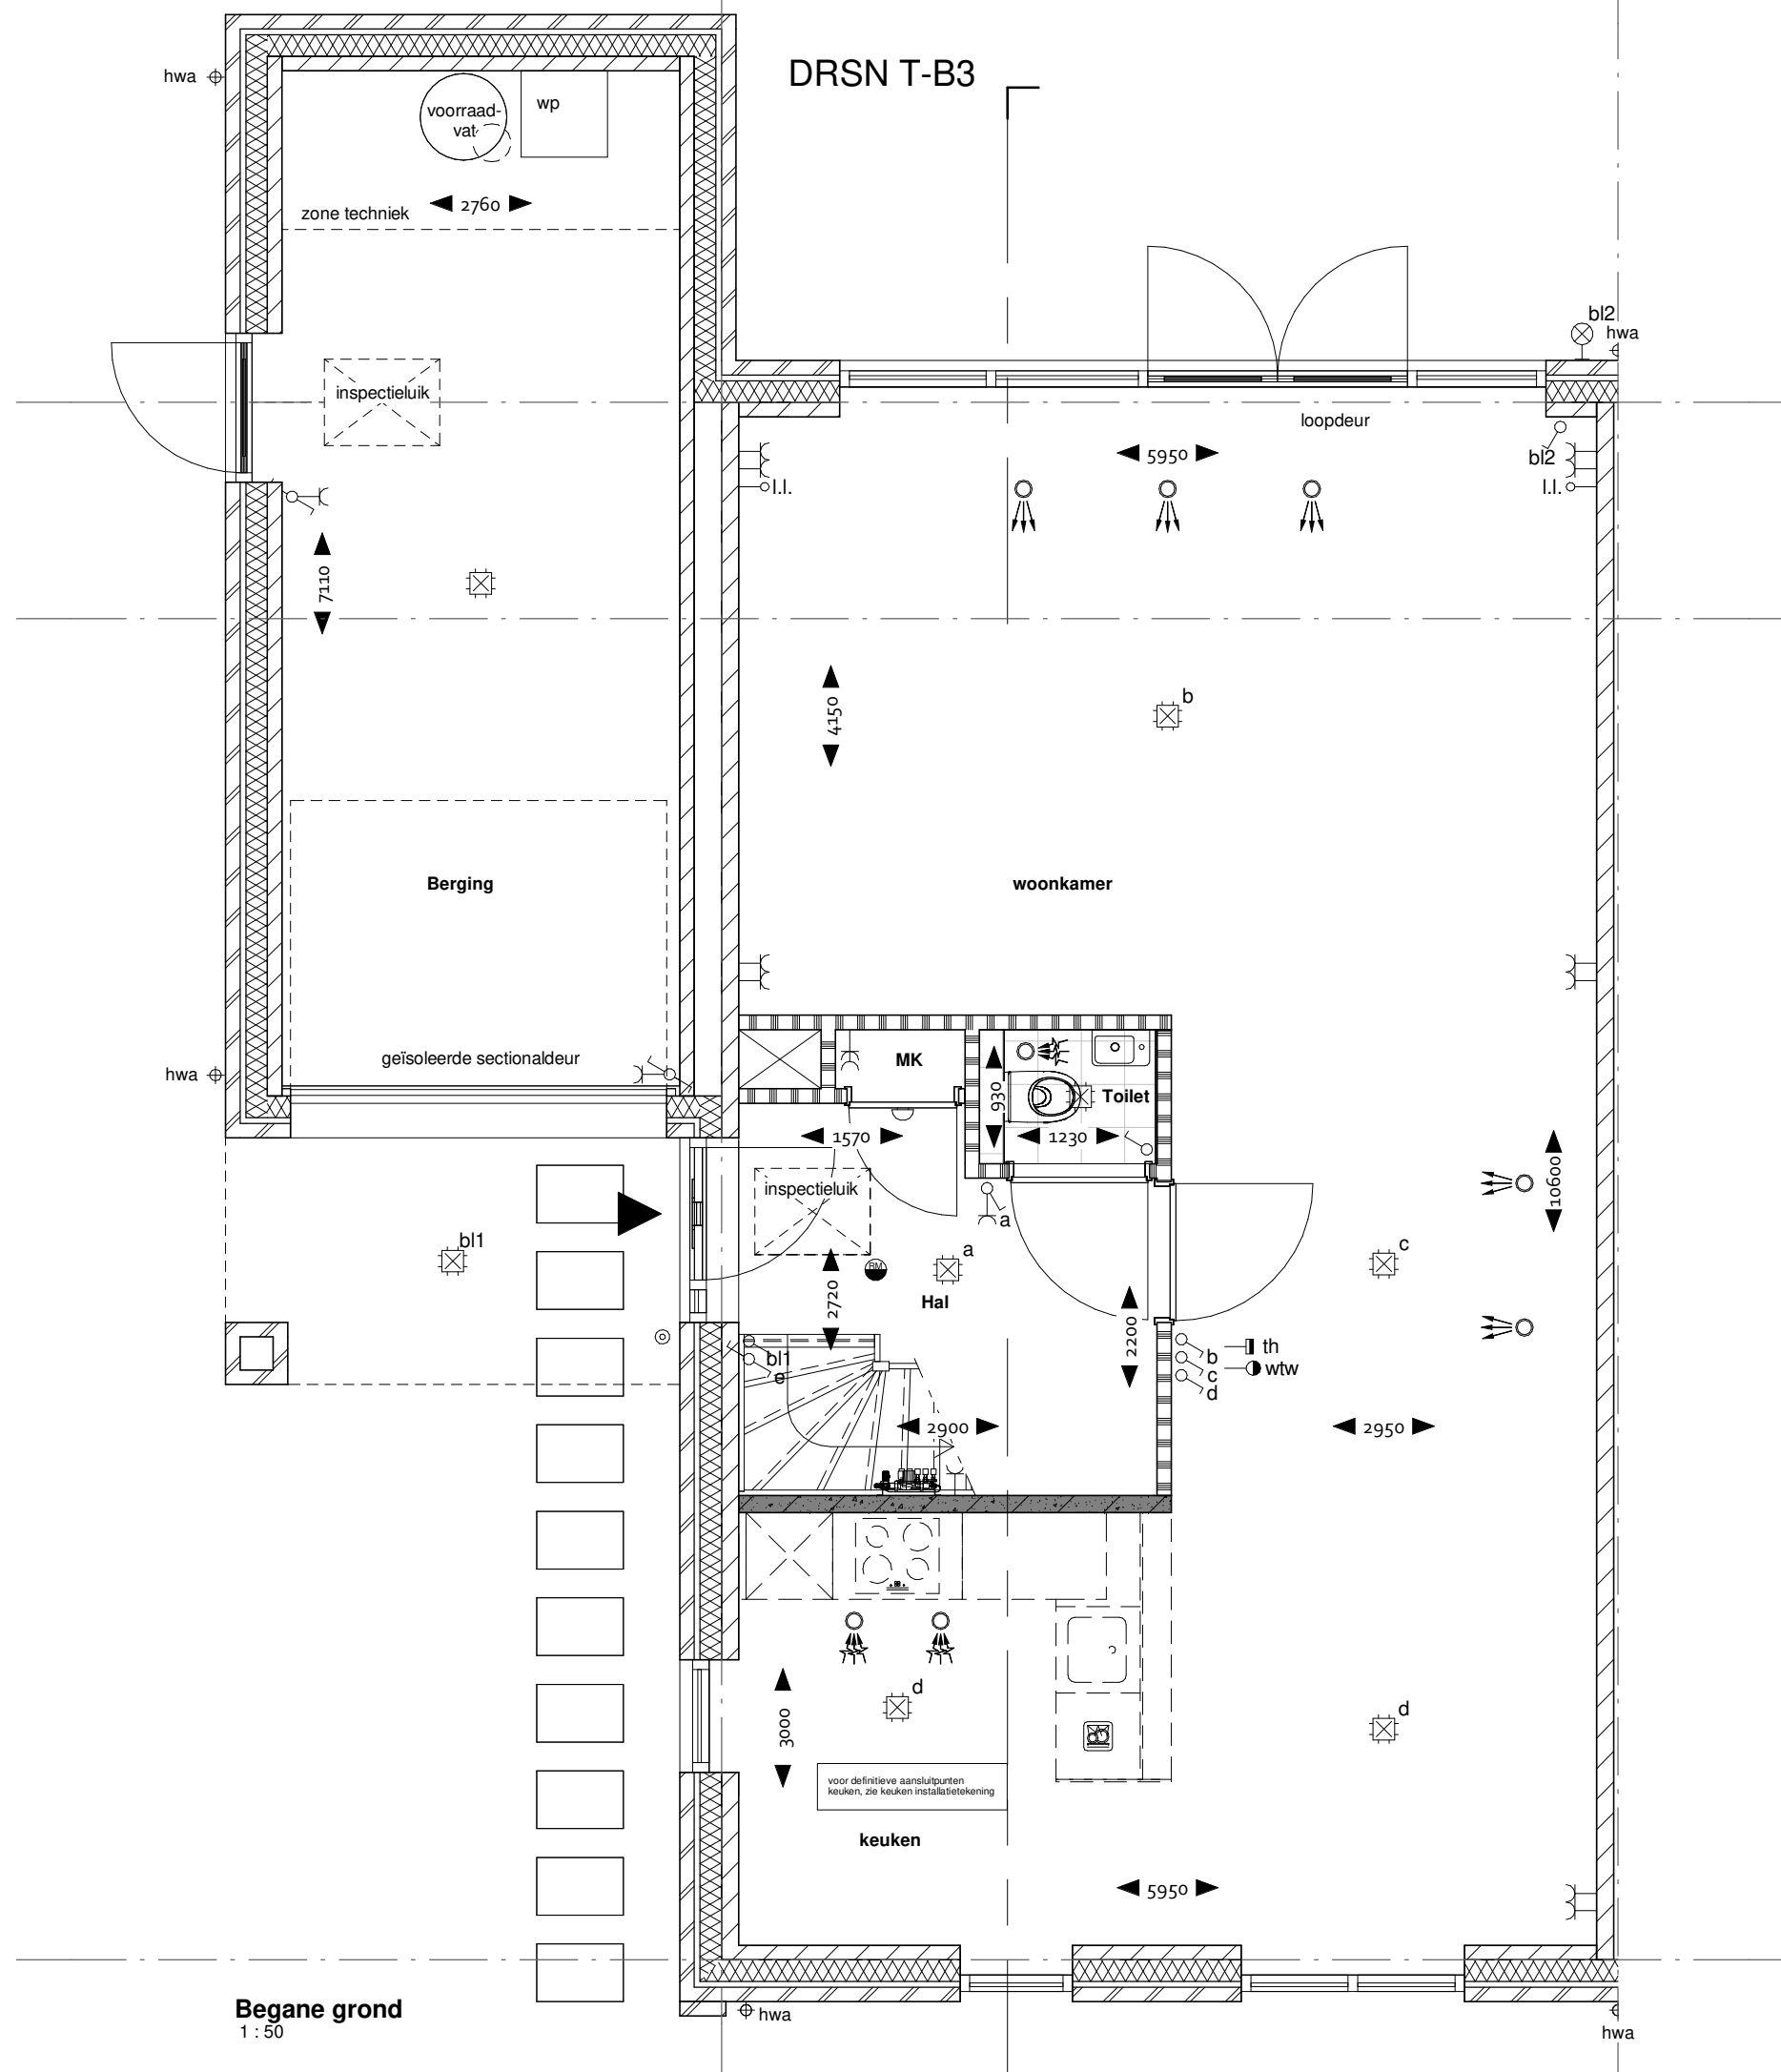 DRSN T-B3
hwa
voorraad-
vat
wp
2760
zone techniek
bl2
hwa
inspectieluik
loopdeur
5950
bl2
l.l.
l.l.
7110
4150
b
Berging
woonkamer
geïsoleerde sectionaldeur
hwa
MK
930
Toilet
1570
1230
10600
inspectieluik
a
bl1
a
c
RM
Hal
2720
2200
bl1
e
b
c
d
th
wtw
2900
2950
d
d
3000
voor definitieve aansluitpunten
keuken, zie keuken installatietekening
keuken
5950
Begane grond
1 : 50
hwa
hwa